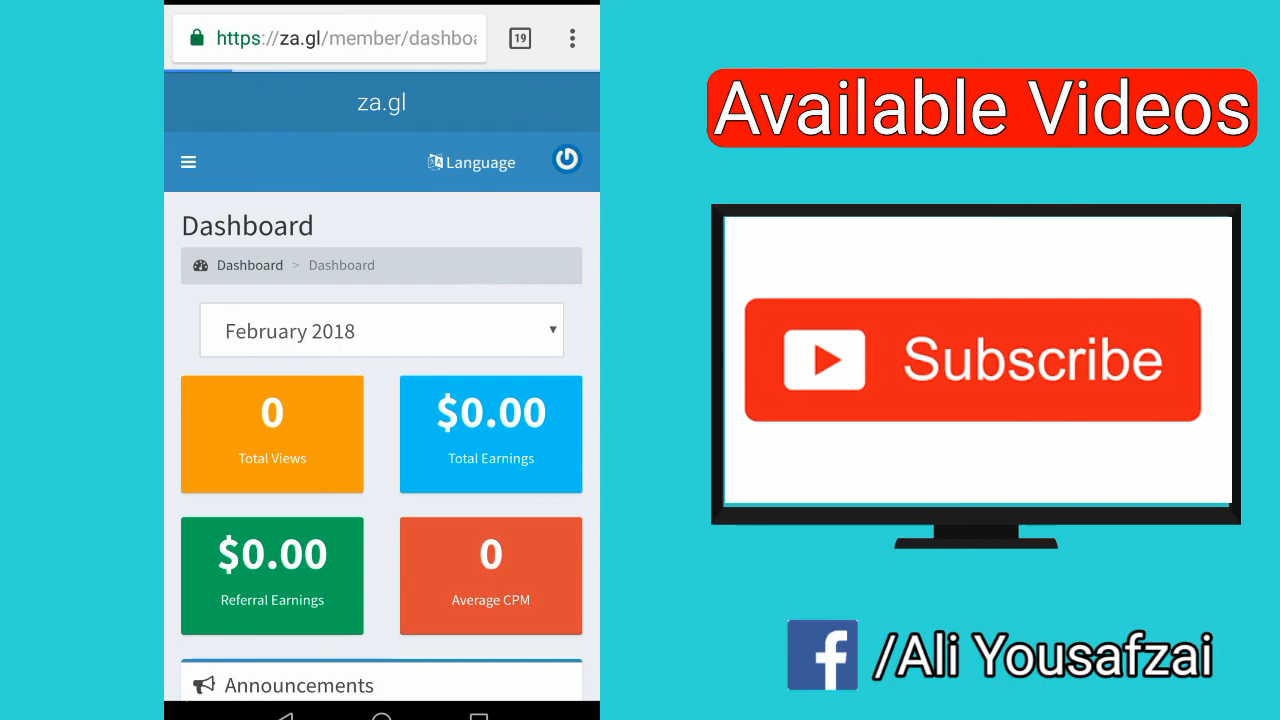 https://za.gl/member/dashboa
19
za.gl
Language
Dashboard
Dashboard > Dashboard
February 2018
0
Total Views
$0.00
Total Earnings
$0.00
Referral Earnings
0
Average CPM
Announcements
Available Videos
Subscribe
f /Ali Yousafzai